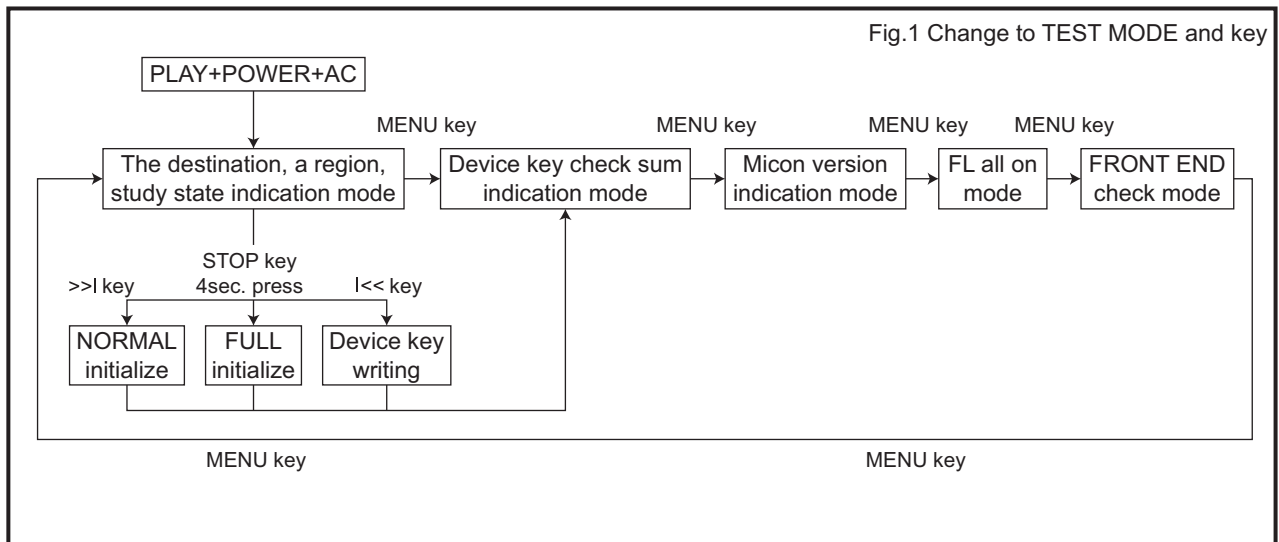 Fig.1 Change to TEST MODE and key
PLAY+POWER+AC
MENU key
MENU key
MENU key
MENU key
The destination, a region,
study state indication mode
Device key check sum
indication mode
Micon version
indication mode
FL all on
mode
FRONT END
check mode
STOP key
4sec. press
>>I key
I<< key
NORMAL
initialize
FULL
initialize
Device key
writing
MENU key
MENU key